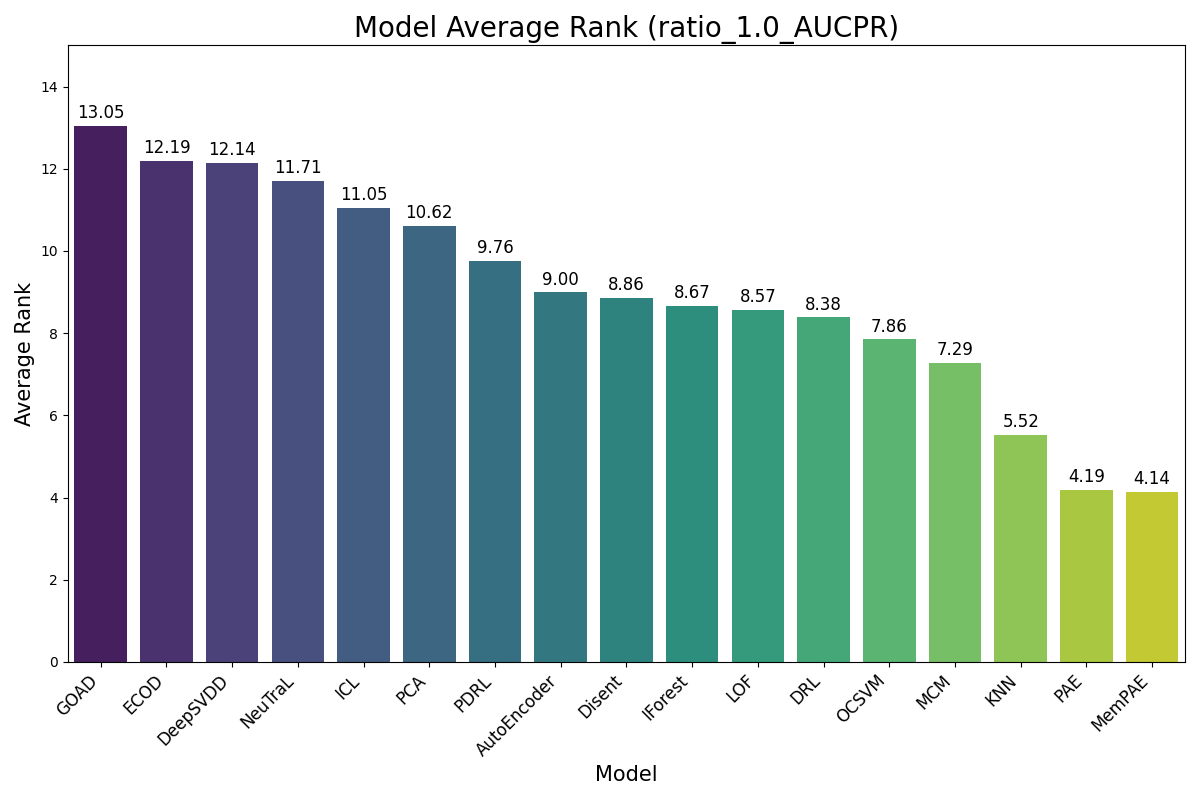 Model Average Rank (ratio_1.0_AUCPR)
Average Rank
14
12
10
8
6
4
2
0
13.05
12.19
12.14
11.71
11.05
10.62
9.76
9.00
8.86
8.67
8.57
8.38
7.86
7.29
5.52
4.19
4.14
GOAD
ECOD
DeepSVDD
NeuTraL
ICL
PCA
PDRL
AutoEncoder
Disent
IForest
LOF
DRL
OCSVM
MCM
KNN
PAE
MemPAE
Model